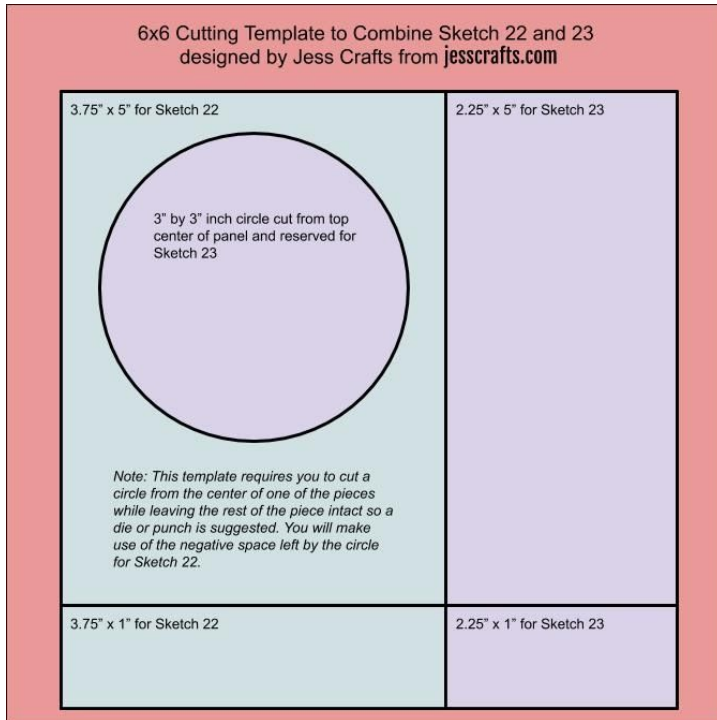 6x6 Cutting Template to Combine Sketch 22 and 23
designed by Jess Crafts from jesscrafts.com
3.75” x 5” for Sketch 22
2.25” x 5” for Sketch 23
3” by 3” inch circle cut from top
center of panel and reserved for
Sketch 23
Note: This template requires you to cut a
circle from the center of one of the pieces
while leaving the rest of the piece intact so a
die or punch is suggested. You will make
use of the negative space left by the circle
for Sketch 22.
3.75” x 1” for Sketch 22
2.25” x 1” for Sketch 23